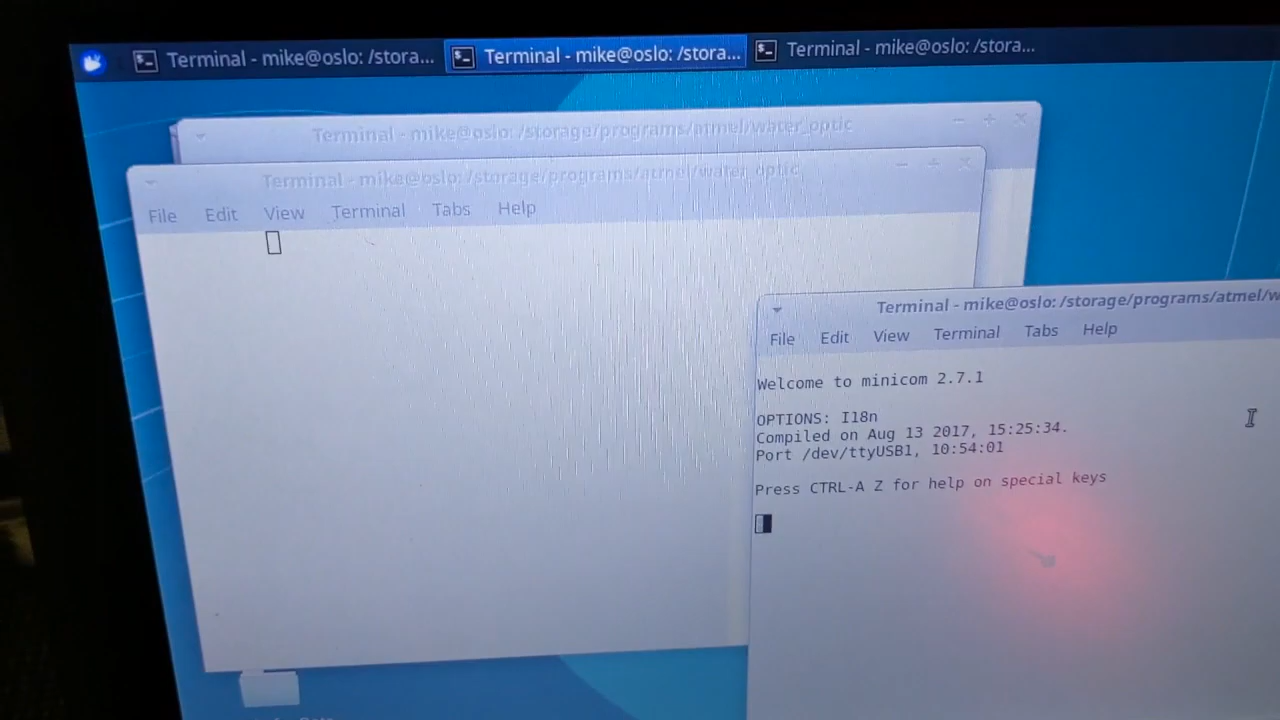 Terminal - mike@oslo: /stora...
Terminal - mike@oslo: /stora...
Terminal - mike@oslo: /stora...
Terminal - mike@oslo: /storage/programs/atmel/water_optic
Terminal - mike@oslo: /storage/programs/atmel/water_optic
File Edit View Terminal Tabs Help
Terminal - mike@oslo: /storage/programs/atmel/w
File Edit View Terminal Tabs Help
Welcome to minicom 2.7.1
OPTIONS: I18n
Compiled on Aug 13 2017, 15:25:34.
Port /dev/ttyUSB1, 10:54:01
Press CTRL-A Z for help on special keys